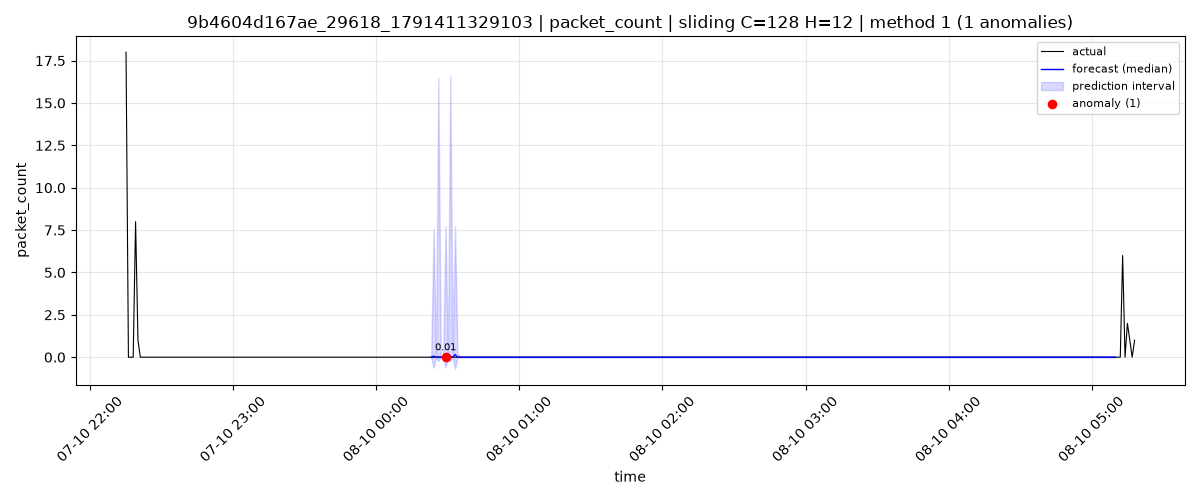 9b4604d167ae_29618_1791411329103 | packet_count | sliding C=128 H=12 | method 1 (1 anomalies)
packet_count
17.5
15.0
12.5
10.0
7.5
5.0
2.5
0.0
actual
forecast (median)
prediction interval
anomaly (1)
0.01
07-10 22:00
07-10 23:00
08-10 00:00
08-10 01:00
08-10 02:00
08-10 03:00
08-10 04:00
08-10 05:00
time